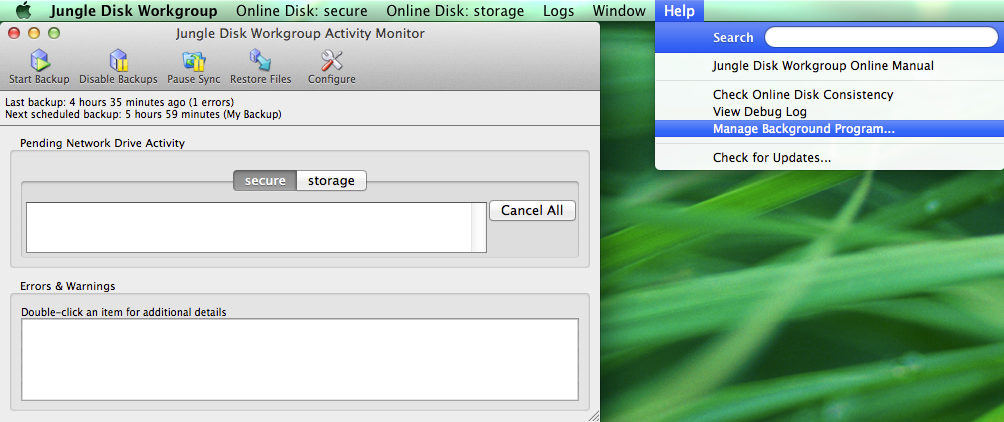 Jungle Disk Workgroup Online Disk: secure Online Disk: storage Logs Window Help
Jungle Disk Workgroup Activity Monitor
Start Backup Disable Backups Pause Sync Restore Files Configure
Last backup: 4 hours 35 minutes ago (1 errors)
Next scheduled backup: 5 hours 59 minutes (My Backup)
Pending Network Drive Activity
secure storage
Cancel All
Errors & Warnings
Double-click an item for additional details
Search
Jungle Disk Workgroup Online Manual
Check Online Disk Consistency
View Debug Log
Manage Background Program...
Check for Updates...